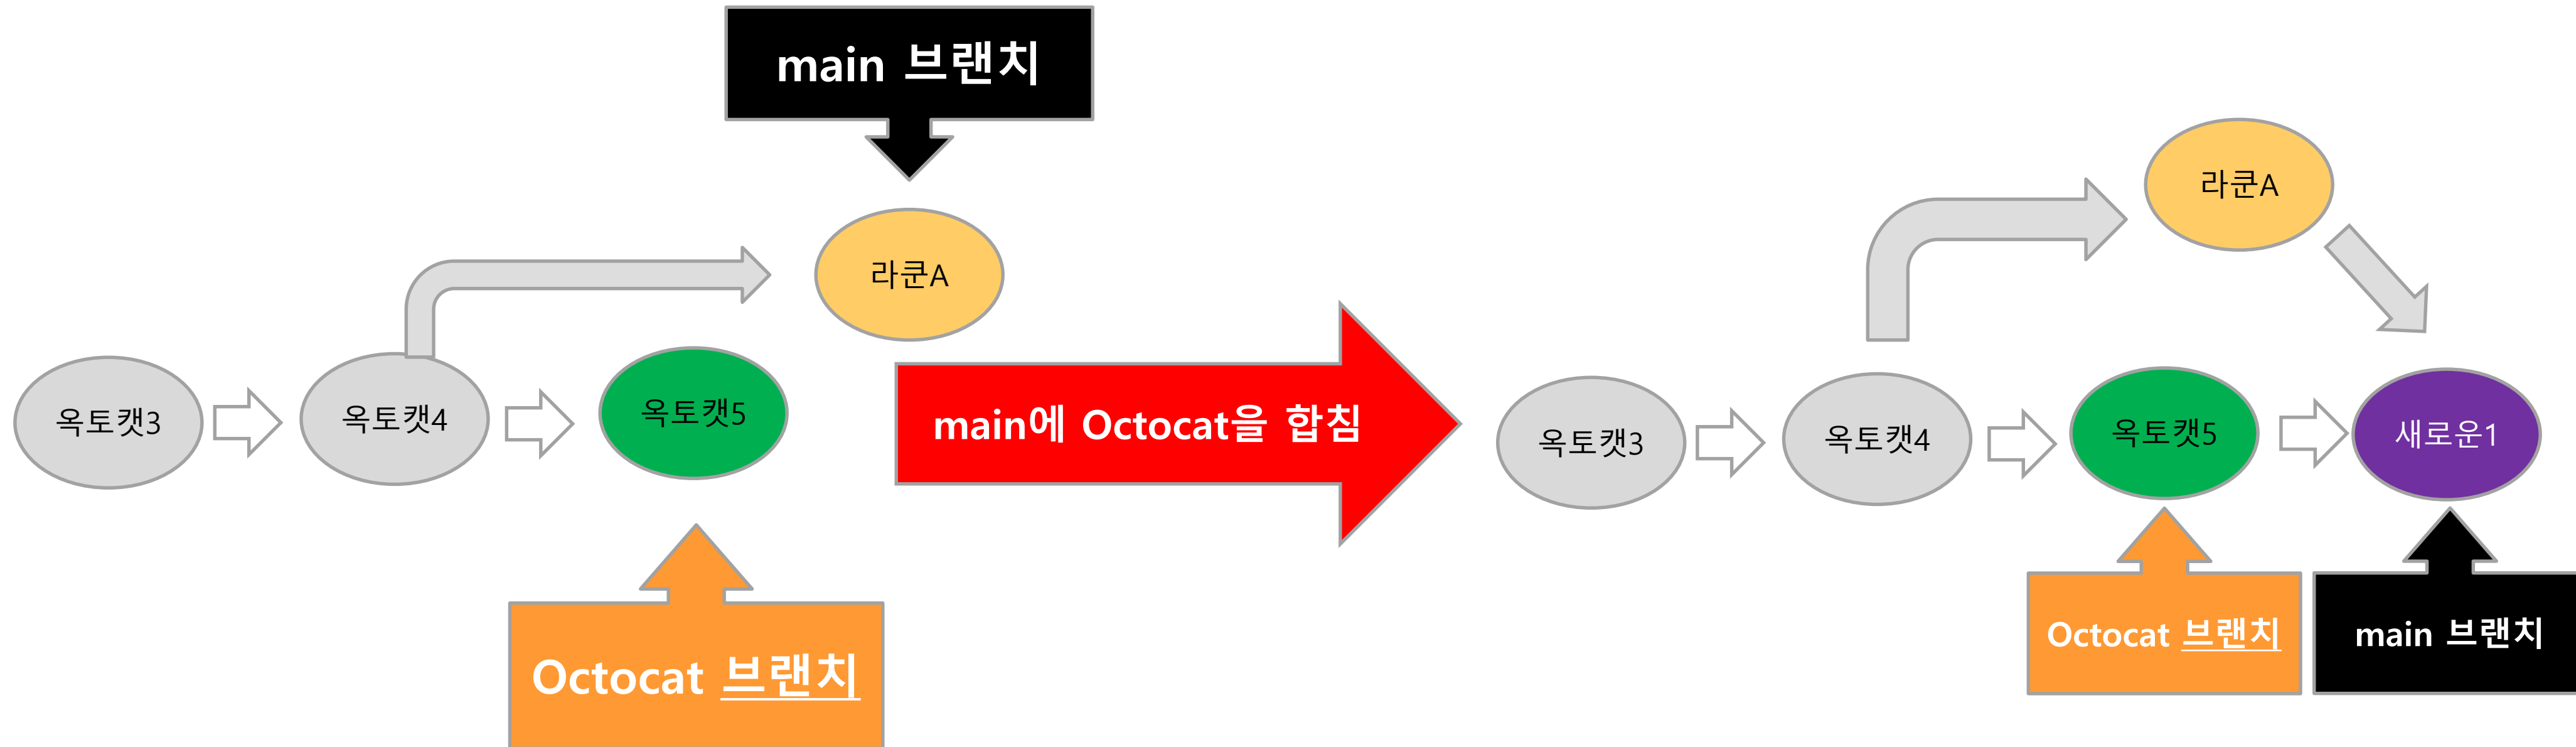 main 브랜치
라쿤A
옥토캣3
옥토캣4
옥토캣5
Octocat 브랜치
main에 Octocat을 합침
라쿤A
옥토캣3
옥토캣4
옥토캣5
새로운1
Octocat 브랜치
main 브랜치